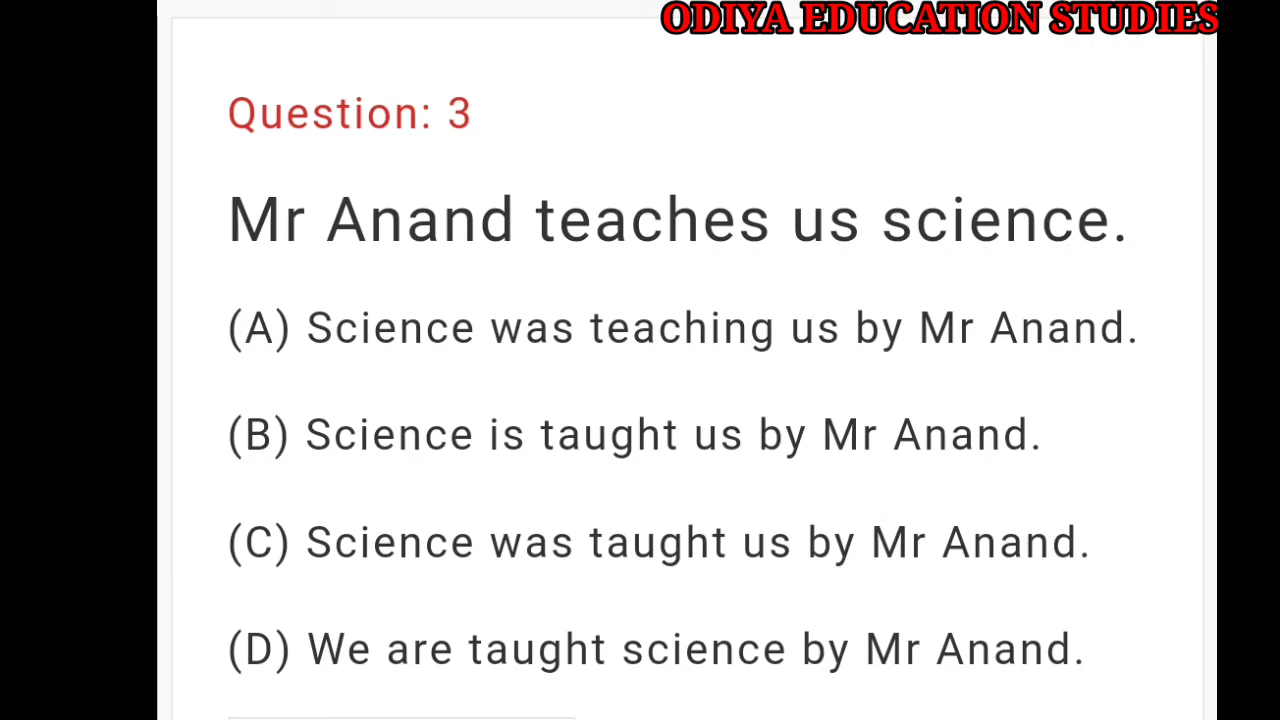 ODIYA EDUCATION STUDIES
Question: 3
Mr Anand teaches us science.
(A) Science was teaching us by Mr Anand.
(B) Science is taught us by Mr Anand.
(C) Science was taught us by Mr Anand.
(D) We are taught science by Mr Anand.